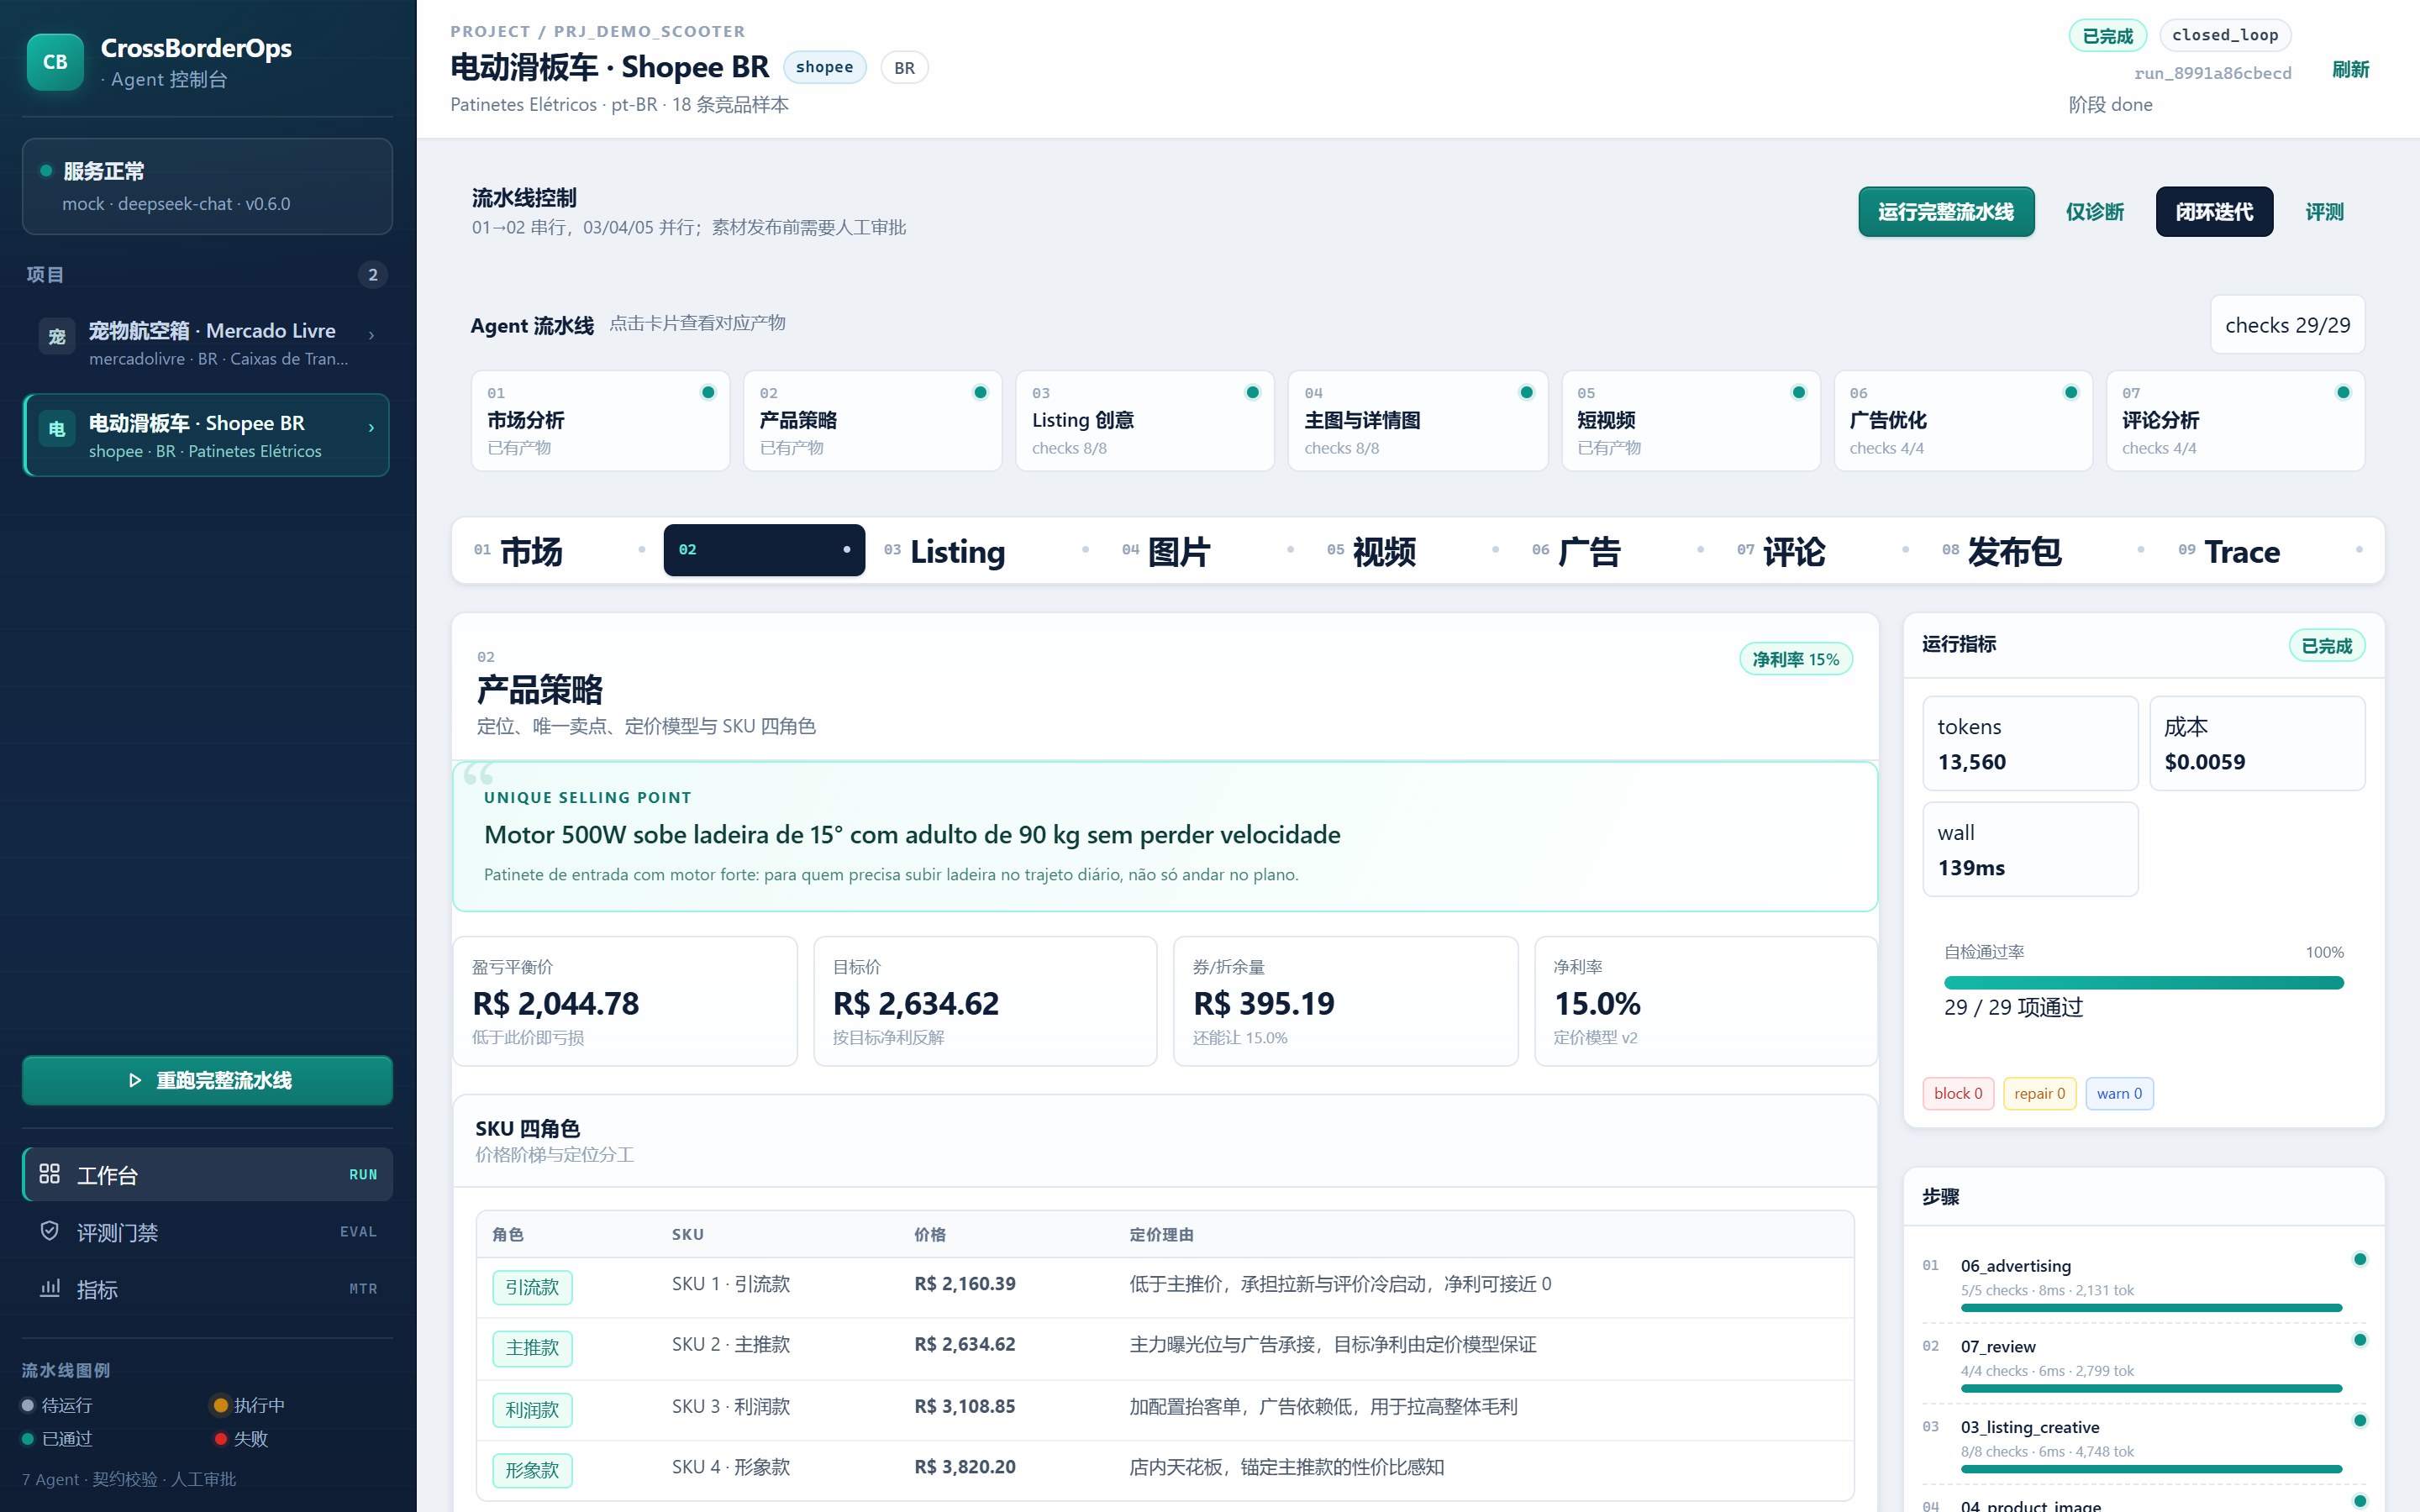 CB
CrossBorderOps
· Agent 控制台
服务正常
mock · deepseek-chat · v0.6.0
项目
2
宠
宠物航空箱 · Mercado Livre
mercadolivre · BR · Caixas de Tran...
电
电动滑板车 · Shopee BR
shopee · BR · Patinetes Elétricos
重跑完整流水线
工作台
RUN
评测门禁
EVAL
指标
MTR
流水线图例
待运行
执行中
已通过
失败
7 Agent · 契约校验 · 人工审批
PROJECT / PRJ_DEMO_SCOOTER
电动滑板车 · Shopee BR
shopee
BR
Patinetes Elétricos · pt-BR · 18 条竞品样本
已完成
closed_loop
run_8991a86cbecd
阶段 done
刷新
流水线控制
01→02 串行，03/04/05 并行；素材发布前需要人工审批
运行完整流水线
仅诊断
闭环迭代
评测
Agent 流水线
点击卡片查看对应产物
checks 29/29
01
市场分析
已有产物
02
产品策略
已有产物
03
Listing 创意
checks 8/8
04
主图与详情图
checks 8/8
05
短视频
已有产物
06
广告优化
checks 4/4
07
评论分析
checks 4/4
01 市场
02
03 Listing
04 图片
05 视频
06 广告
07 评论
08 发布包
09 Trace
02
产品策略
定位、唯一卖点、定价模型与 SKU 四角色
净利率 15%
“
UNIQUE SELLING POINT
Motor 500W sobe ladeira de 15° com adulto de 90 kg sem perder velocidade
Patinete de entrada com motor forte: para quem precisa subir ladeira no trajeto diário, não só andar no plano.
盈亏平衡价
R$ 2,044.78
低于此价即亏损
目标价
R$ 2,634.62
按目标净利反解
券/折余量
R$ 395.19
还能让 15.0%
净利率
15.0%
定价模型 v2
SKU 四角色
价格阶梯与定位分工
角色 SKU 价格 定价理由
引流款 SKU 1 · 引流款 R$ 2,160.39 低于主推价，承担拉新与评价冷启动，净利可接近 0
主推款 SKU 2 · 主推款 R$ 2,634.62 主力曝光位与广告承接，目标净利由定价模型保证
利润款 SKU 3 · 利润款 R$ 3,108.85 加配置抬客单，广告依赖低，用于拉高整体毛利
形象款 SKU 4 · 形象款 R$ 3,820.20 店内天花板，锚定主推款的性价比感知
运行指标
已完成
tokens
13,560
成本
$0.0059
wall
139ms
自检通过率
100%
29 / 29 项通过
block 0
repair 0
warn 0
步骤
01
06_advertising
5/5 checks · 8ms · 2,131 tok
02
07_review
4/4 checks · 6ms · 2,799 tok
03
03_listing_creative
8/8 checks · 6ms · 4,748 tok
04
04_product_image